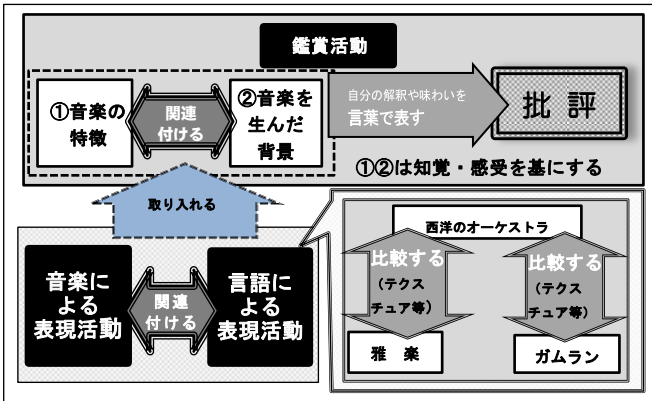 鑑賞活動
①音楽の
特徴
関連
付ける
②音楽を
生んだ
背景
自分の解釈や味わいを
言葉で表す
批 評
①②は知覚・感受を基にする
取り入れる
音楽に
よる
表現活動
関連
付ける
言語に
よる
表現活動
西洋のオーケストラ
比較する
(テクス
チュア等)
比較する
(テクス
チュア等)
雅 楽
ガムラン